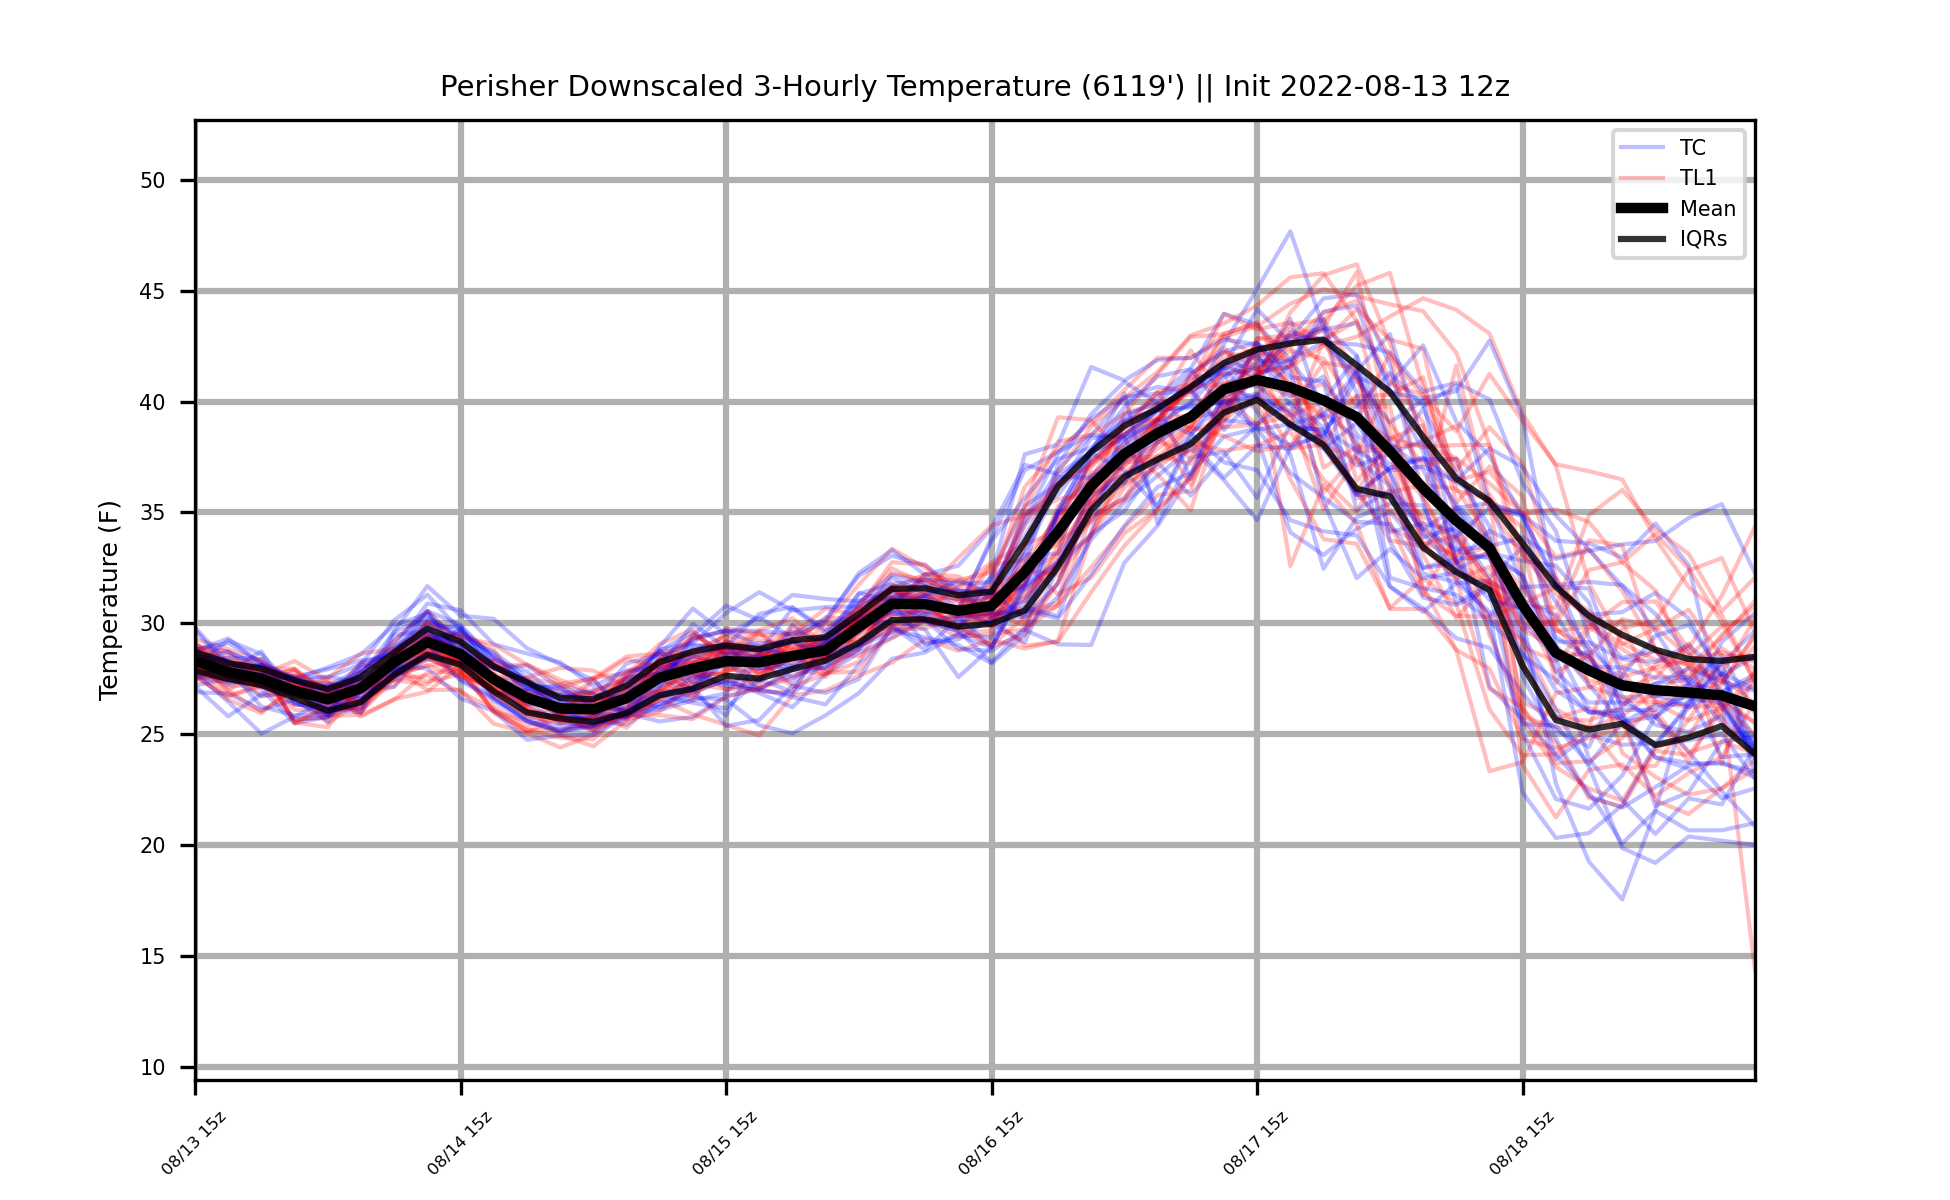 Perisher Downscaled 3-Hourly Temperature (6119') || Init 2022-08-13 12z
TC
TL1
Mean
IQRs
Temperature (F)
50
45
40
35
30
25
20
15
10
08/13 15z
08/14 15z
08/15 15z
08/16 15z
08/17 15z
08/18 15z